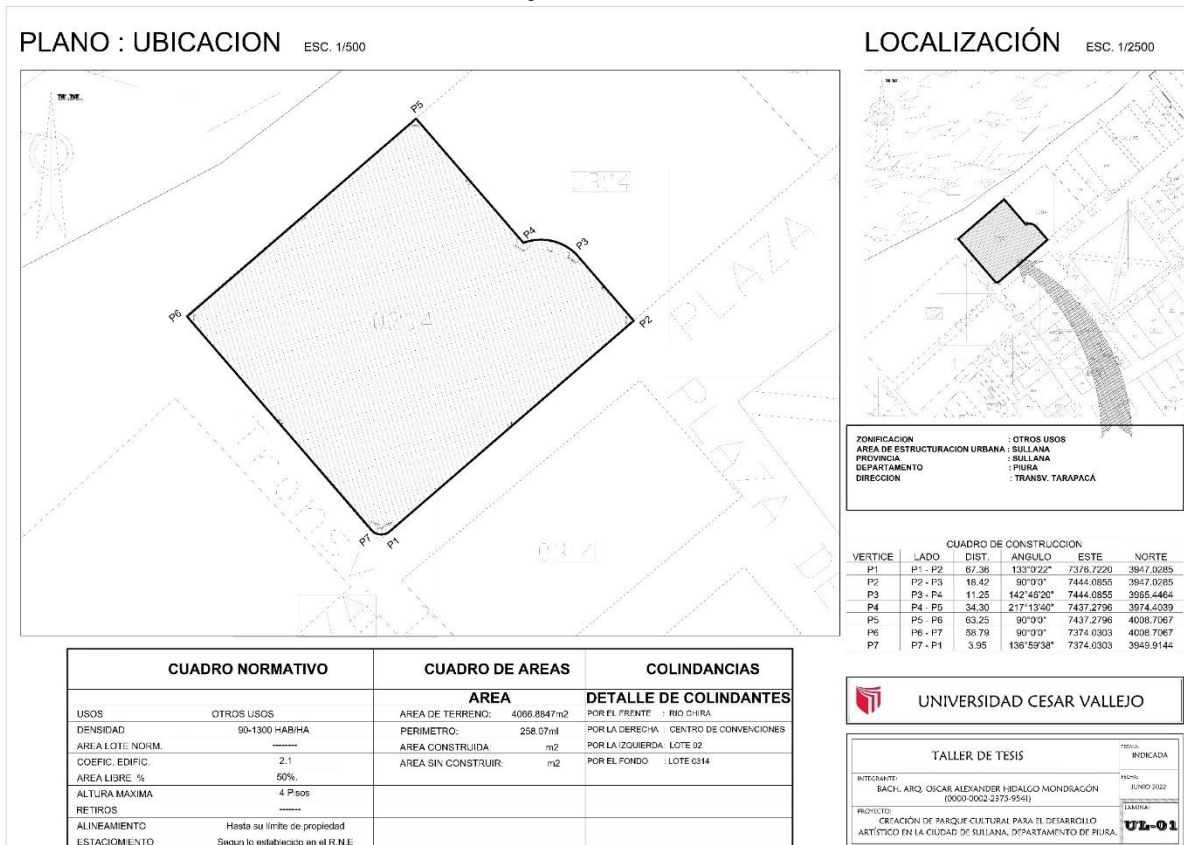 PLANO : UBICACION ESC. 1/500
LOCALIZACIÓN ESC. 1/2500
N.M.
P5
P4
P3
P6
P2
P7
P1
PLAZA
PLAZA
DE
ZONIFICACION : OTROS USOS
AREA DE ESTRUCTURACION URBANA : SULLANA
PROVINCIA : SULLANA
DEPARTAMENTO : PIURA
DIRECCION : TRANSV. TARAPACÁ
CUADRO DE CONSTRUCCION
VERTICE LADO DIST. ANGULO ESTE NORTE
P1 P1 - P2 67.36 133°0'22" 7376.7220 3947.0285
P2 P2 - P3 18.42 90°0'0" 7444.0855 3947.0285
P3 P3 - P4 11.25 142°46'20" 7444.0855 3965.4464
P4 P4 - P5 34.30 217°13'40" 7437.2796 3974.4039
P5 P5 - P6 63.25 90°0'0" 7437.2796 4008.7067
P6 P6 - P7 58.79 90°0'0" 7374.0303 4008.7067
P7 P7 - P1 3.95 136°59'38" 7374.0303 3949.9144
CUADRO NORMATIVO
USOS OTROS USOS
DENSIDAD 90-1300 HAB/HA
AREA LOTE NORM. --------
COEFIC. EDIFIC. 2.1
AREA LIBRE % 50%.
ALTURA MAXIMA 4 Pisos
RETIROS -------
ALINEAMIENTO Hasta su límite de propiedad
ESTACIOMIENTO Segun lo establecido en el R.N.E
CUADRO DE AREAS
AREA
AREA DE TERRENO: 4066.8847m2
PERIMETRO: 258.07ml
AREA CONSTRUIDA: m2
AREA SIN CONSTRUIR: m2
COLINDANCIAS
DETALLE DE COLINDANTES
POR EL FRENTE : RIO CHIRA
POR LA DERECHA : CENTRO DE CONVENCIONES
POR LA IZQUIERDA: LOTE 02
POR EL FONDO : LOTE 0314
UNIVERSIDAD CESAR VALLEJO
TALLER DE TESIS
INDICADA
INTEGRANTE:
BACH. ARQ. OSCAR ALEXANDER HIDALGO MONDRAGÓN
(0000-0002-2375-9541)
FECHA:
JUNIO 2022
PROYECTO:
CREACIÓN DE PARQUE CULTURAL PARA EL DESARROLLO
ARTÍSTICO EN LA CIUDAD DE SULLANA, DEPARTAMENTO DE PIURA.
LAMINA:
UL-01